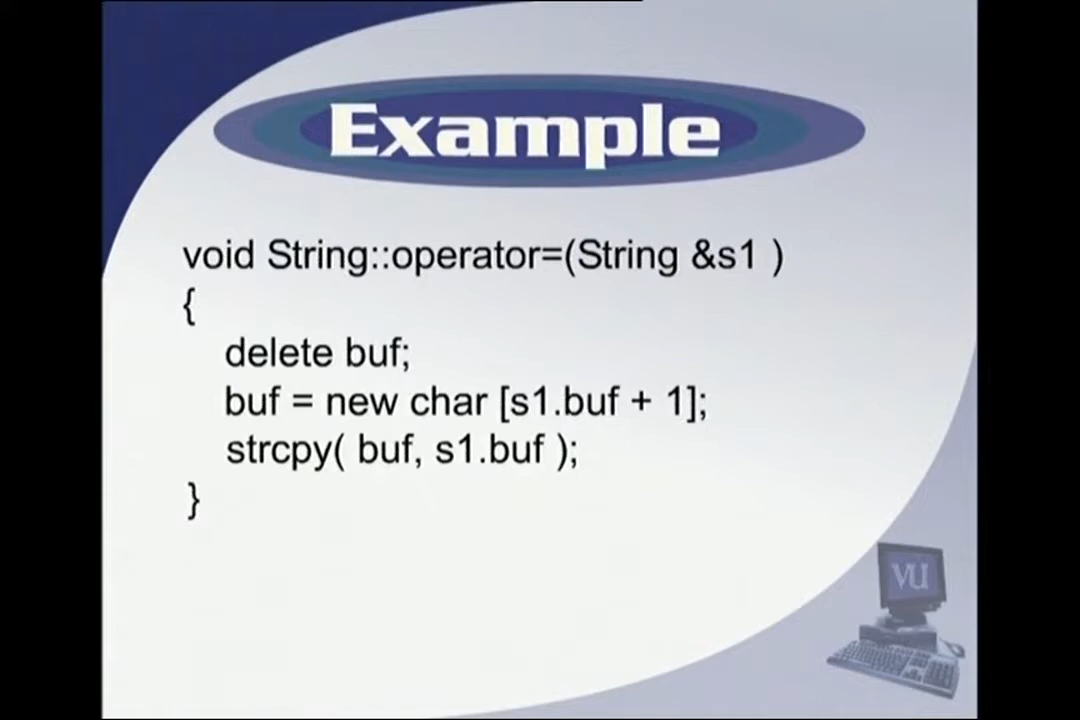 Example
void String::operator=(String &s1 )
{
delete buf;
buf = new char [s1.buf + 1];
strcpy( buf, s1.buf );
}
VU